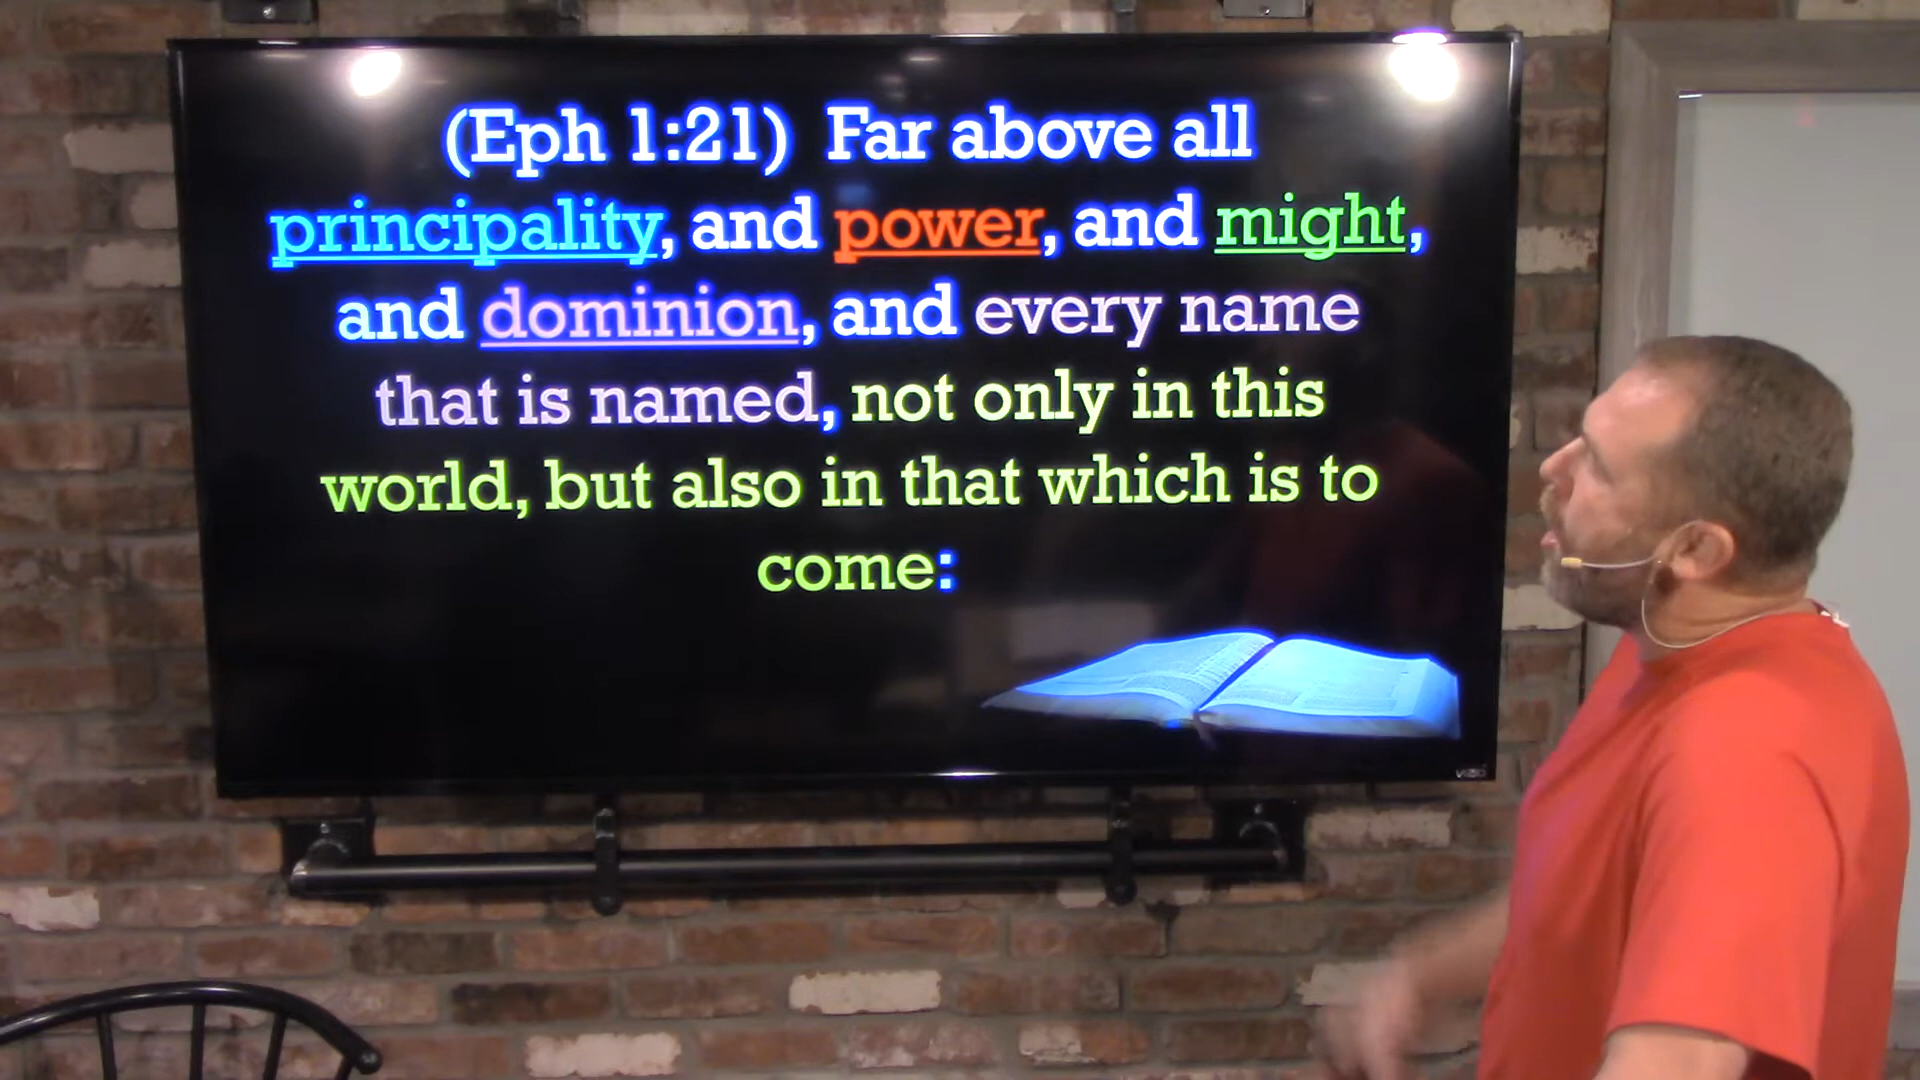 (Eph 1:21) Far above all
principality, and power, and might,
and dominion, and every name
that is named, not only in this
world, but also in that which is to
come:
VIZIO